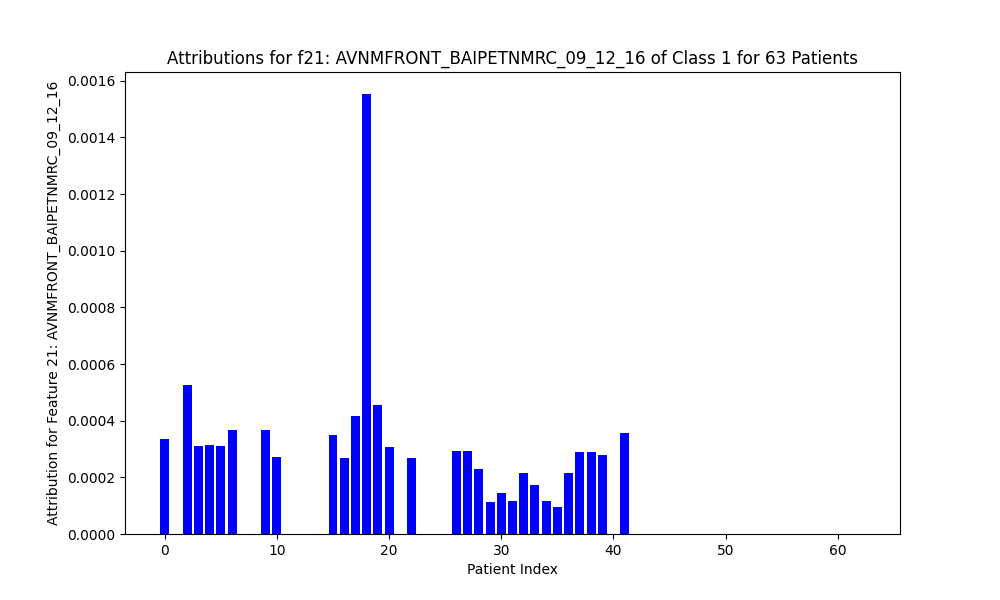 Attributions for f21: AVNMFRONT_BAIPETNMRC_09_12_16 of Class 1 for 63 Patients
Attribution for Feature 21: AVNMFRONT_BAIPETNMRC_09_12_16
0.0016
0.0014
0.0012
0.0010
0.0008
0.0006
0.0004
0.0002
0.0000
0 10 20 30 40 50 60
Patient Index